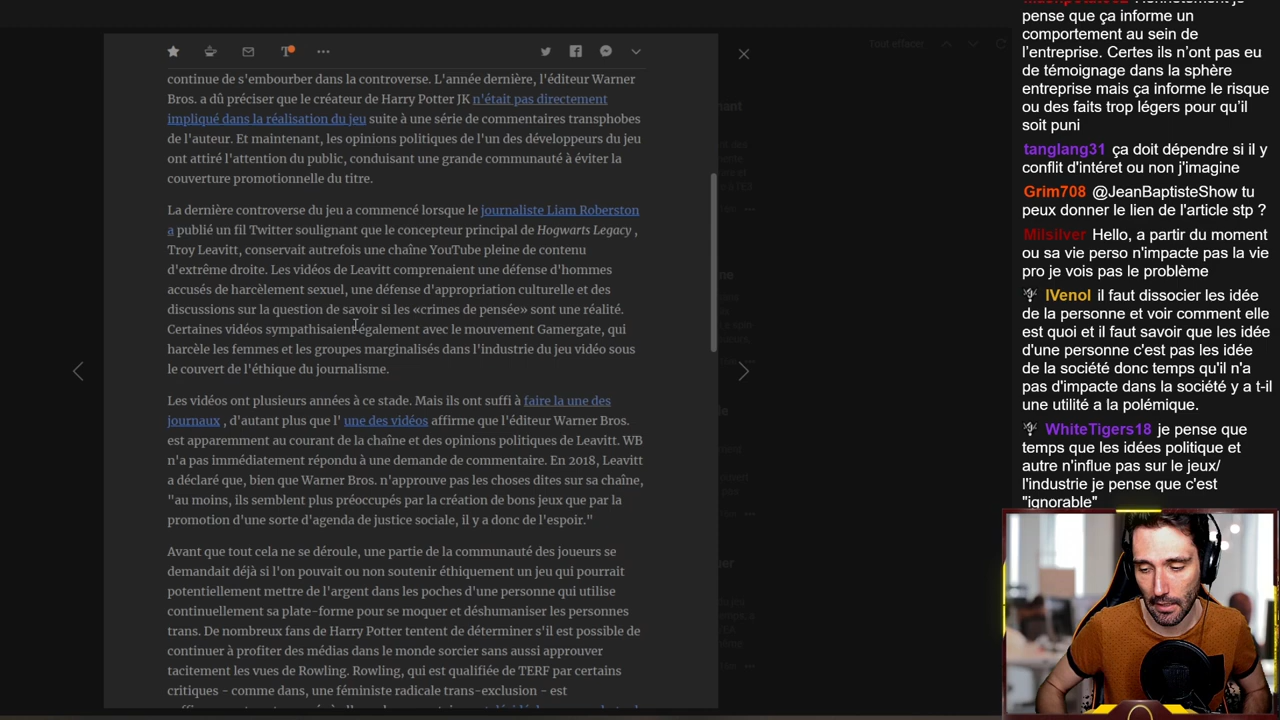 Tout effacer
continue de s'embourber dans la controverse. L'année dernière, l'éditeur Warner
Bros. a dû préciser que le créateur de Harry Potter JK n'était pas directement
impliqué dans la réalisation du jeu suite à une série de commentaires transphobes
de l'auteur. Et maintenant, les opinions politiques de l'un des développeurs du jeu
ont attiré l'attention du public, conduisant une grande communauté à éviter la
couverture promotionnelle du titre.
La dernière controverse du jeu a commencé lorsque le journaliste Liam Roberston
a publié un fil Twitter soulignant que le concepteur principal de Hogwarts Legacy ,
Troy Leavitt, conservait autrefois une chaîne YouTube pleine de contenu
d'extrême droite. Les vidéos de Leavitt comprenaient une défense d'hommes
accusés de harcèlement sexuel, une défense d'appropriation culturelle et des
discussions sur la question de savoir si les «crimes de pensée» sont une réalité.
Certaines vidéos sympathisaient également avec le mouvement Gamergate, qui
harcèle les femmes et les groupes marginalisés dans l'industrie du jeu vidéo sous
le couvert de l'éthique du journalisme.
Les vidéos ont plusieurs années à ce stade. Mais ils ont suffi à faire la une des
journaux , d'autant plus que l' une des vidéos affirme que l'éditeur Warner Bros.
est apparemment au courant de la chaîne et des opinions politiques de Leavitt. WB
n'a pas immédiatement répondu à une demande de commentaire. En 2018, Leavitt
a déclaré que, bien que Warner Bros. n'approuve pas les choses dites sur sa chaîne,
"au moins, ils semblent plus préoccupés par la création de bons jeux que par la
promotion d'une sorte d'agenda de justice sociale, il y a donc de l'espoir."
Avant que tout cela ne se déroule, une partie de la communauté des joueurs se
demandait déjà si l'on pouvait ou non soutenir éthiquement un jeu qui pourrait
potentiellement mettre de l'argent dans les poches d'une personne qui utilise
continuellement sa plate-forme pour se moquer et déshumaniser les personnes
trans. De nombreux fans de Harry Potter tentent de déterminer s'il est possible de
continuer à profiter des médias dans le monde sorcier sans aussi approuver
tacitement les vues de Rowling. Rowling, qui est qualifiée de TERF par certains
critiques - comme dans, une féministe radicale trans-exclusion - est
pense que ça informe un
comportement au sein de
l'entreprise. Certes ils n'ont pas eu
de témoignage dans la sphère
entreprise mais ça informe le risque
ou des faits trop légers pour qu'il
soit puni
tanglang31 ça doit dépendre si il y
conflit d'intéret ou non j'imagine
Grim708 @JeanBaptisteShow tu
peux donner le lien de l'article stp ?
Milsilver Hello, a partir du moment
ou sa vie perso n'impacte pas la vie
pro je vois pas le problème
IVenol il faut dissocier les idée
de la personne et voir comment elle
est quoi et il faut savoir que les idée
d'une personne c'est pas les idée
de la société donc temps qu'il n'a
pas d'impacte dans la société y a t-il
une utilité a la polémique.
WhiteTigers18 je pense que
temps que les idées politique et
autre n'influe pas sur le jeux/
l'industrie je pense que c'est
"ignorable"